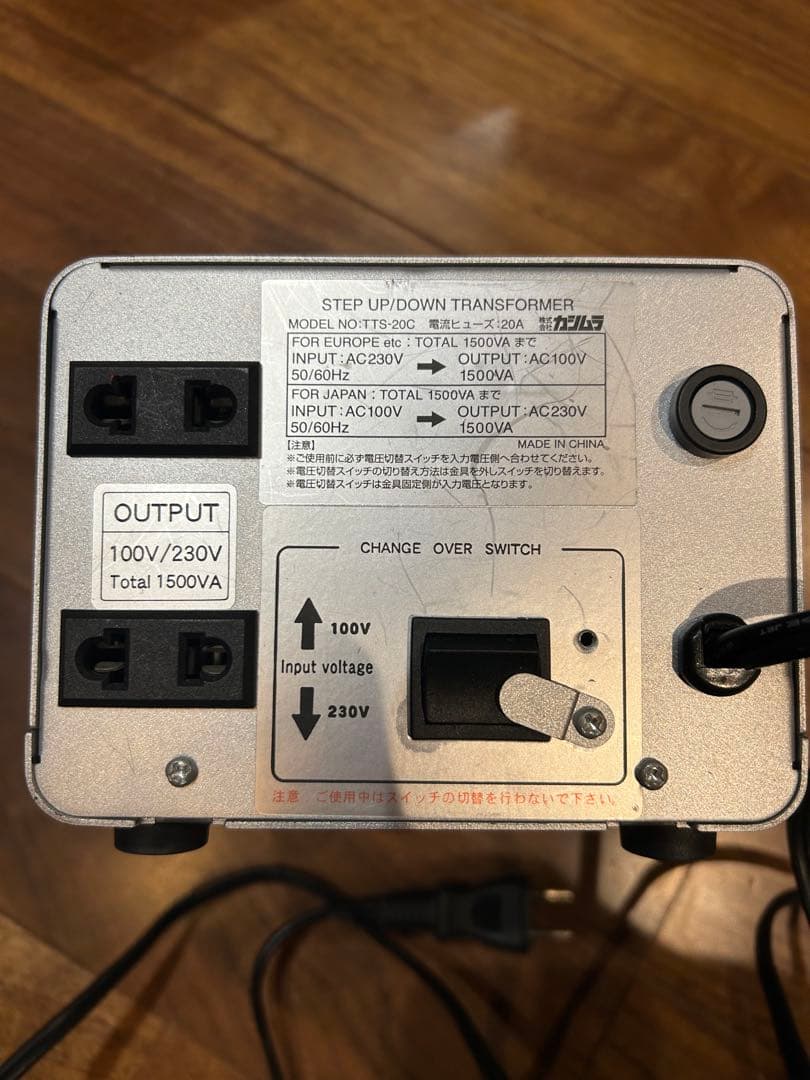 STEP UP/DOWN TRANSFORMER
MODEL NO:TTS-20C 電流ヒューズ:20A 株式会社カシムラ
FOR EUROPE etc : TOTAL 1500VA まで
INPUT : AC230V → OUTPUT : AC100V
50/60Hz 1500VA
FOR JAPAN : TOTAL 1500VA まで
INPUT : AC100V → OUTPUT : AC230V
50/60Hz 1500VA
【注意】 MADE IN CHINA
※ご使用前に必ず電圧切替スイッチを入力電圧側へ合わせてください。
※電圧切替スイッチの切り替え方法は金具を外しスイッチを切り替えます。
※電圧切替スイッチは金具固定側が入力電圧となります。
OUTPUT
100V/230V
Total 1500VA
CHANGE OVER SWITCH
100V
Input voltage
230V
注意 : ご使用中はスイッチの切替を行わないで下さい。